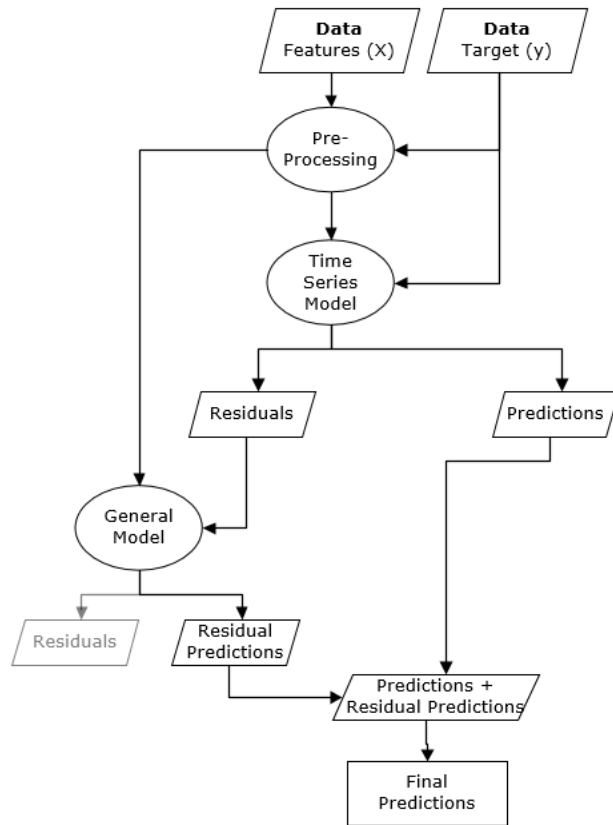 Data
Features (X)
Data
Target (y)
Pre-
Processing
Time
Series
Model
Residuals
Predictions
General
Model
Residuals
Residual
Predictions
Predictions +
Residual Predictions
Final
Predictions